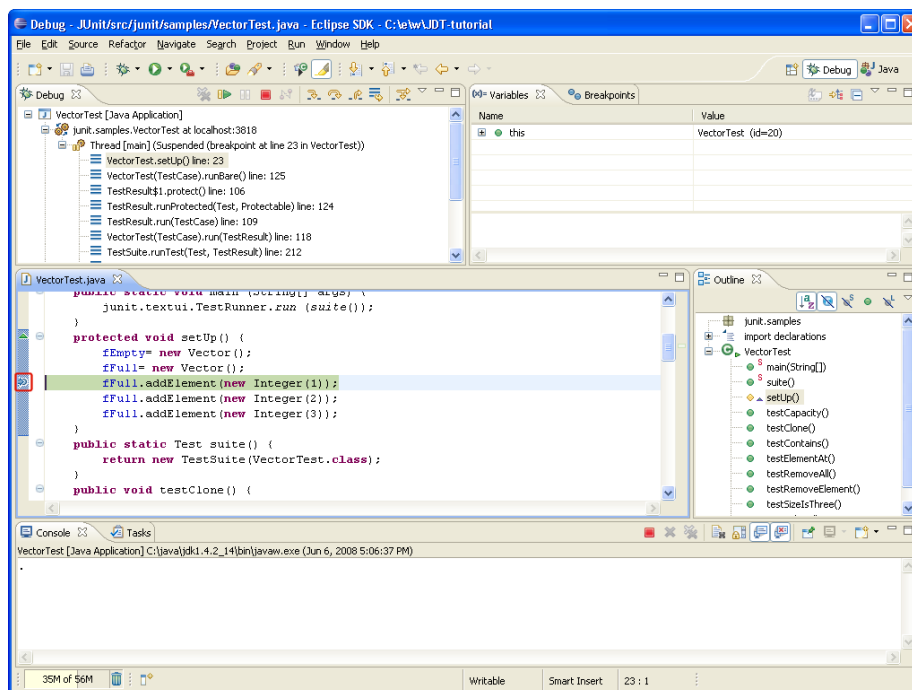 Debug - JUnit/src/junit/samples/VectorTest.java - Eclipse SDK - C:\e\w\JDT-tutorial
File Edit Source Refactor Navigate Search Project Run Window Help
Debug Java
Debug
VectorTest [Java Application]
junit.samples.VectorTest at localhost:3818
Thread [main] (Suspended (breakpoint at line 23 in VectorTest))
VectorTest.setUp() line: 23
VectorTest(TestCase).runBare() line: 125
TestResult$1.protect() line: 106
TestResult.runProtected(Test, Protectable) line: 124
TestResult.run(TestCase) line: 109
VectorTest(TestCase).run(TestResult) line: 118
TestSuite.runTest(Test, TestResult) line: 212
(x)= Variables Breakpoints
Name Value
this VectorTest (id=20)
VectorTest.java
public static void main (String[] args) {
junit.textui.TestRunner.run (suite());
}
protected void setUp() {
fEmpty= new Vector();
fFull= new Vector();
fFull.addElement(new Integer(1));
fFull.addElement(new Integer(2));
fFull.addElement(new Integer(3));
}
public static Test suite() {
return new TestSuite(VectorTest.class);
}
public void testClone() {
Outline
junit.samples
import declarations
VectorTest
main(String[])
suite()
setUp()
testCapacity()
testClone()
testContains()
testElementAt()
testRemoveAll()
testRemoveElement()
testSizeIsThree()
Console Tasks
VectorTest [Java Application] C:\java\jdk1.4.2_14\bin\javaw.exe (Jun 6, 2008 5:06:37 PM)
.
35M of 56M Writable Smart Insert 23 : 1